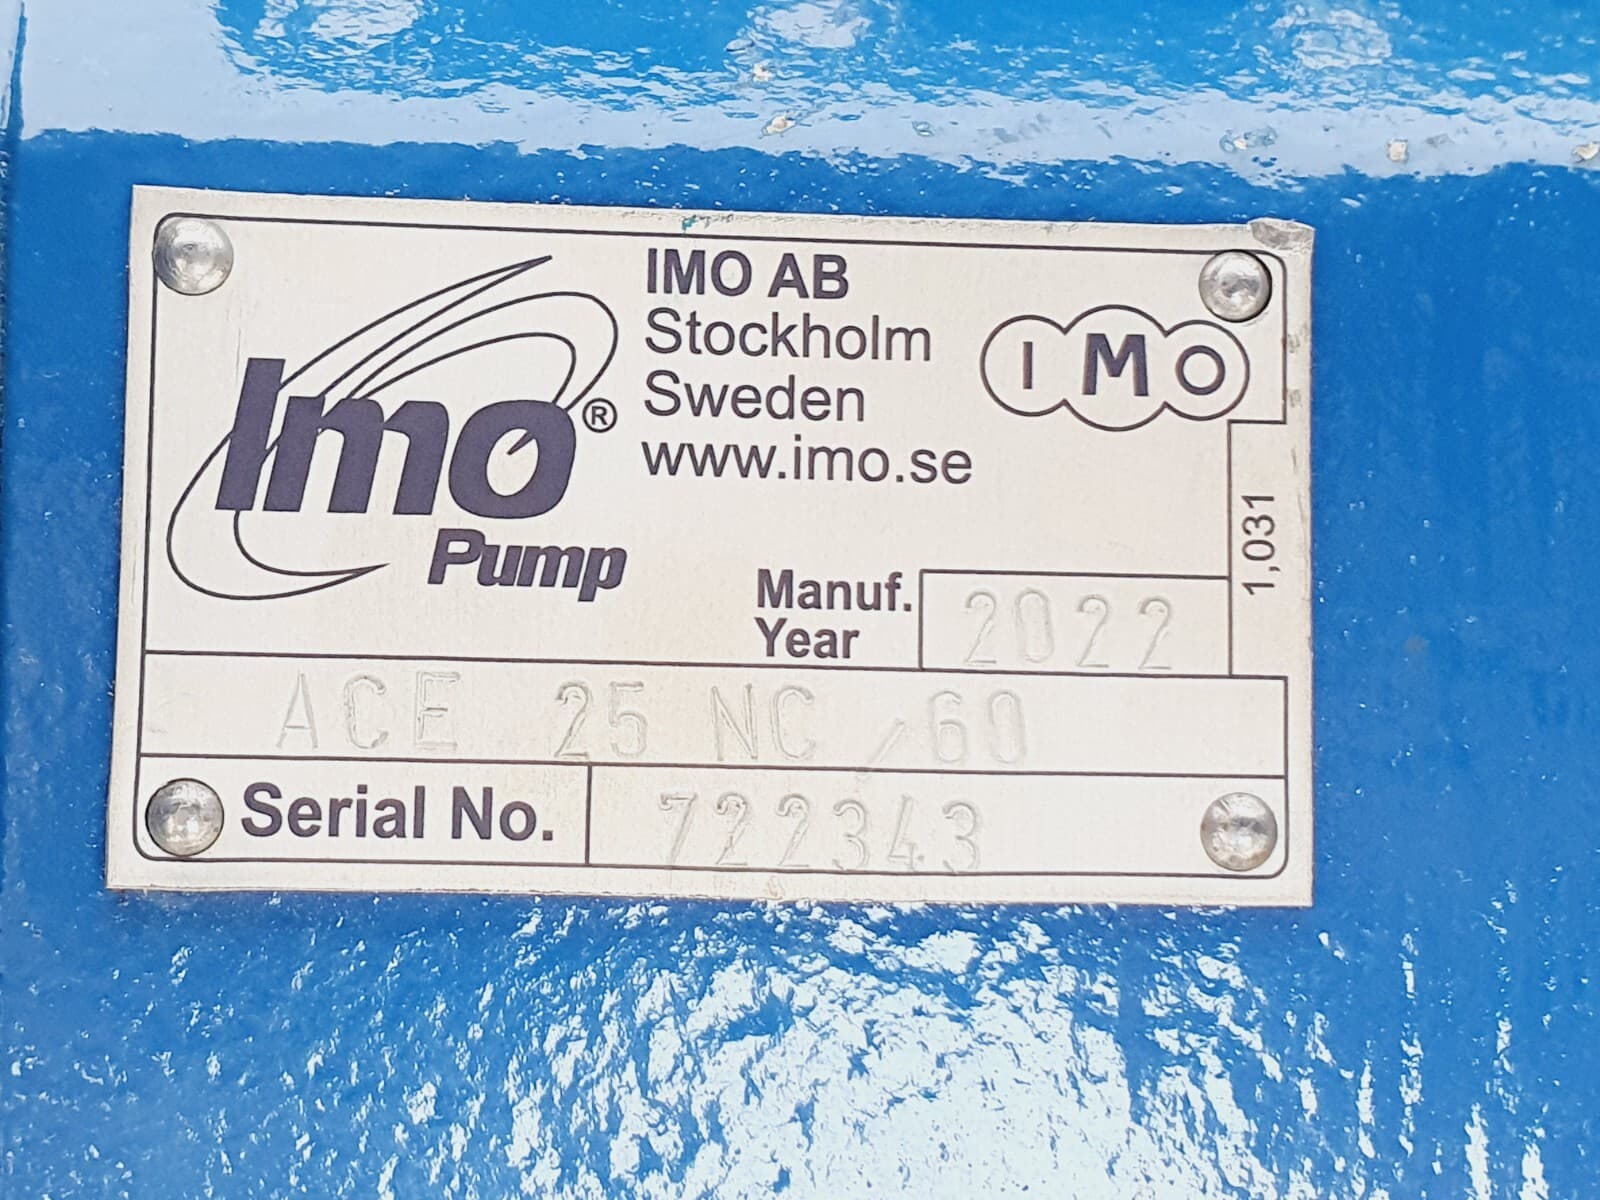 Imo®
Pump
IMO AB
Stockholm
Sweden
www.imo.se
IMO
1,031
Manuf.
Year
2022
ACE 25 NC /60
Serial No. 722343